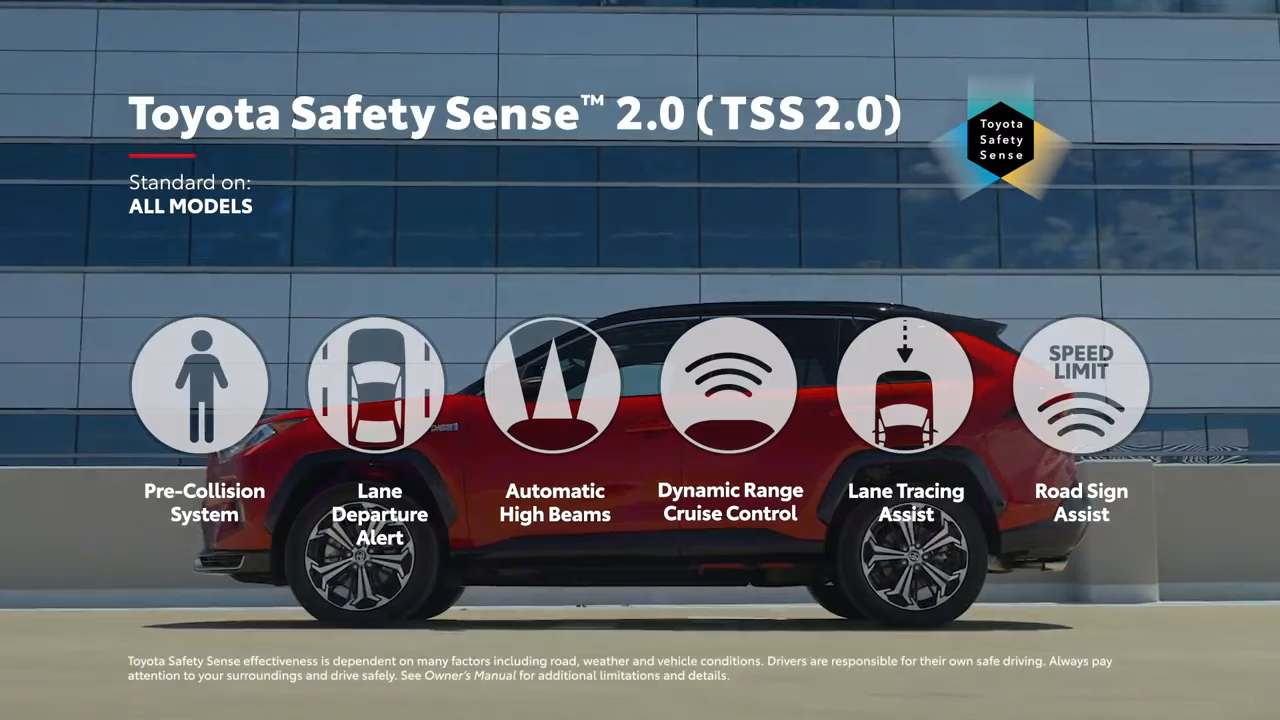 Toyota Safety Sense™ 2.0 (TSS 2.0)
Toyota
Safety
Sense
Standard on:
ALL MODELS
SPEED
LIMIT
Pre-Collision
System
Lane
Departure
Alert
Automatic
High Beams
Dynamic Range
Cruise Control
Lane Tracing
Assist
Road Sign
Assist
Toyota Safety Sense effectiveness is dependent on many factors including road, weather and vehicle conditions. Drivers are responsible for their own safe driving. Always pay
attention to your surroundings and drive safely. See Owner's Manual for additional limitations and details.